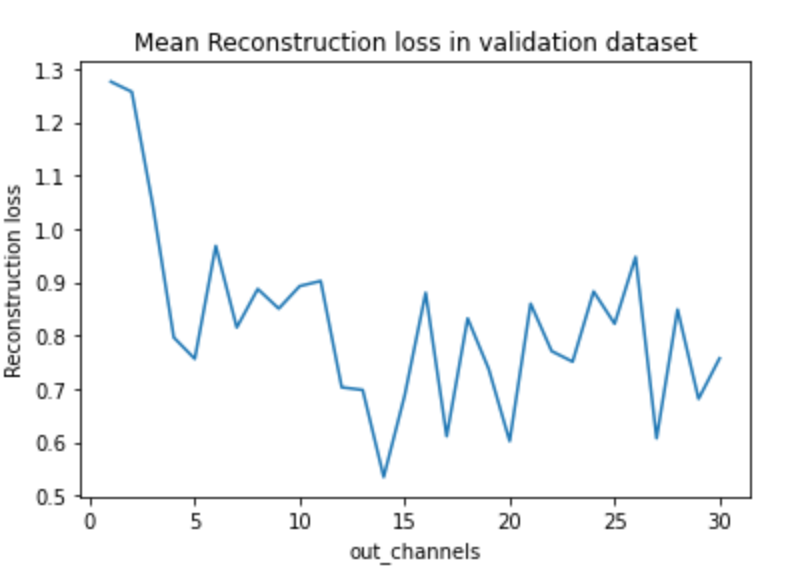 Mean Reconstruction loss in validation dataset
Reconstruction loss
1.3
1.2
1.1
1.0
0.9
0.8
0.7
0.6
0.5
0 5 10 15 20 25 30
out_channels